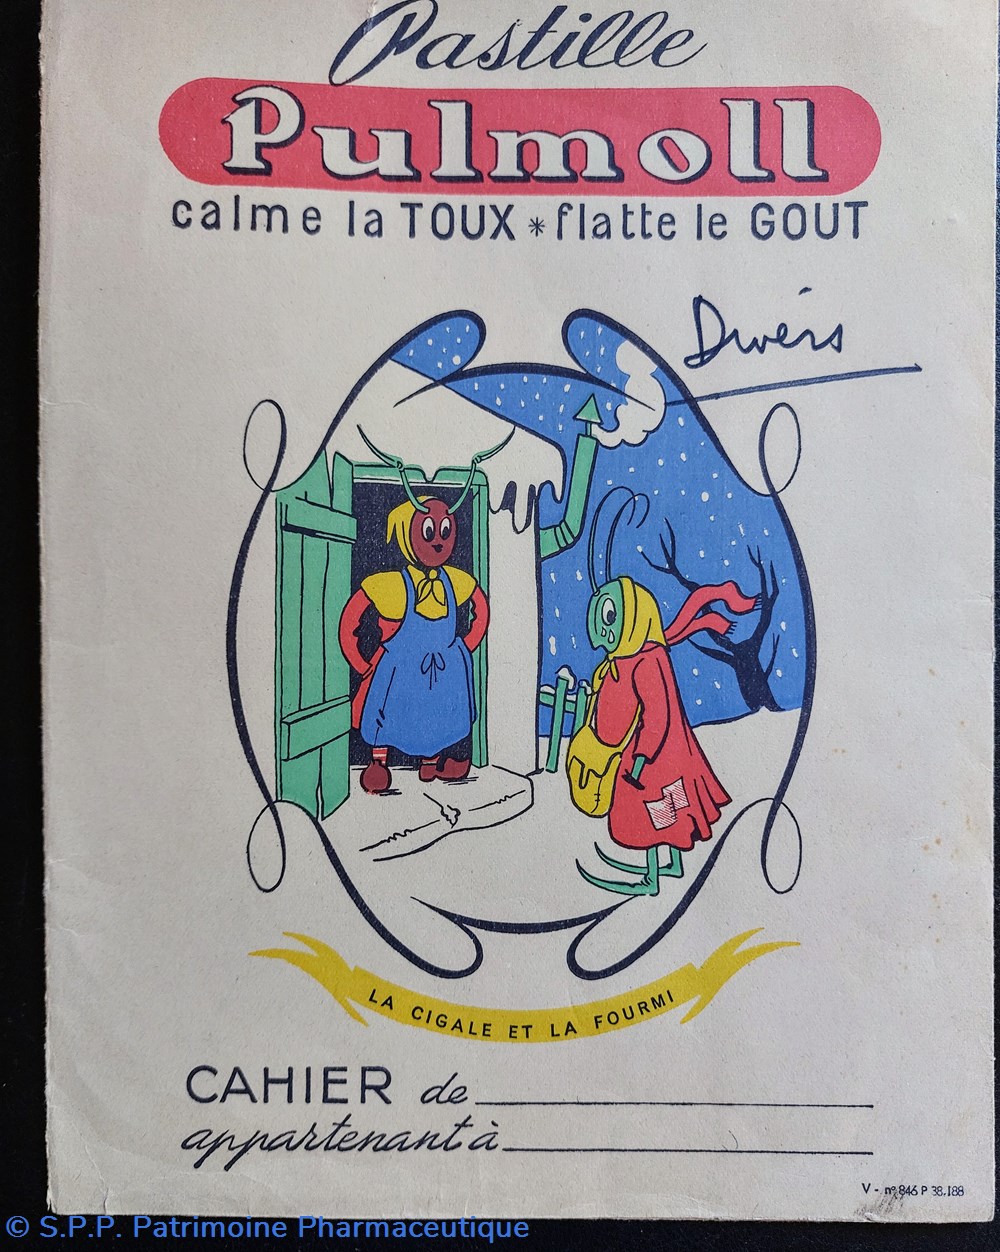 Pastille
Pulmoll
calme la TOUX * flatte le GOUT
Divers
LA CIGALE ET LA FOURMI
CAHIER de
appartenant à
V - nº 846 P 38.188
© S.P.P. Patrimoine Pharmaceutique